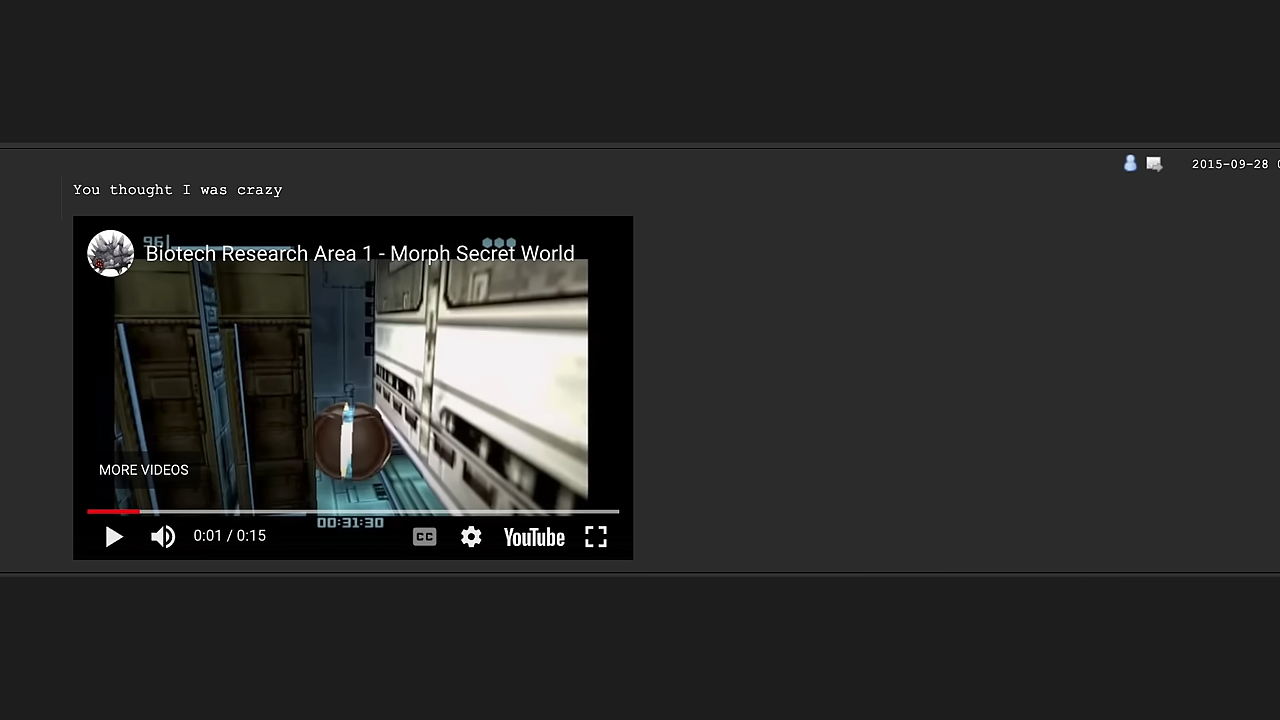 2015-09-28
You thought I was crazy
96
Biotech Research Area 1 - Morph Secret World
MORE VIDEOS
00:31:30
0:01 / 0:15
CC
YouTube